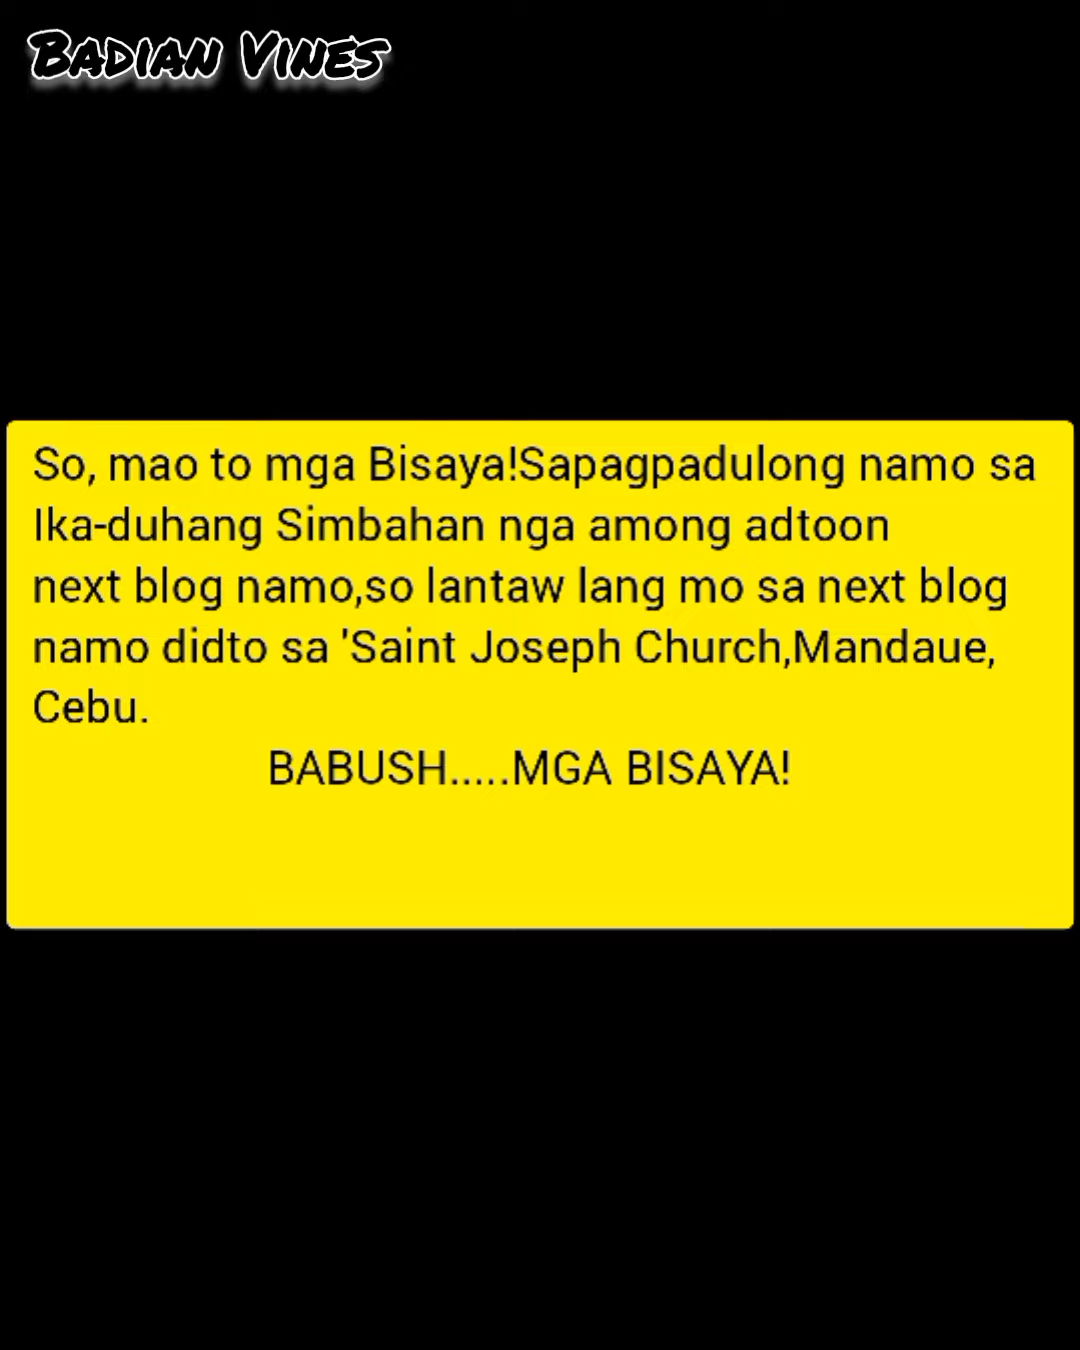 BADIAN VINES
So, mao to mga Bisaya!Sapagpadulong namo sa
Ika-duhang Simbahan nga among adtoon
next blog namo,so lantaw lang mo sa next blog
namo didto sa 'Saint Joseph Church,Mandaue,
Cebu.
BABUSH.....MGA BISAYA!